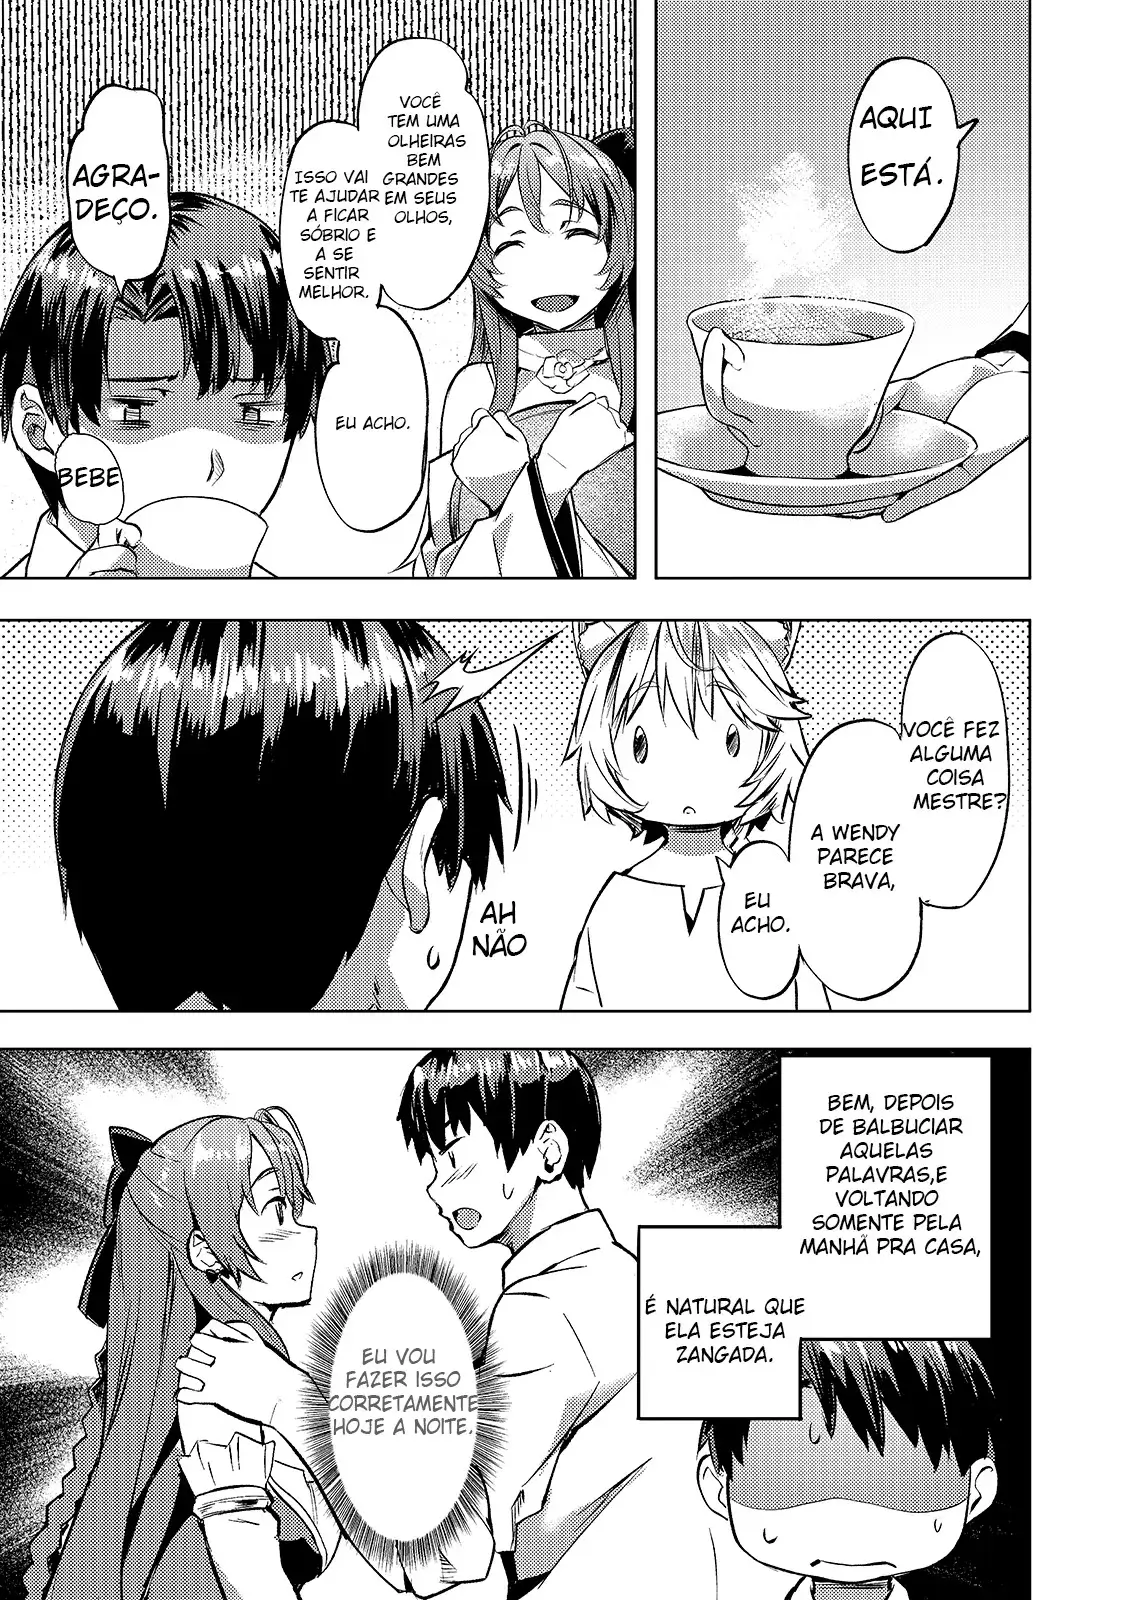 AQUI
ESTÁ.
VOCÊ
TEM UMA
OLHEIRAS
BEM
GRANDES
EM SEUS
OLHOS,
ISSO VAI
TE AJUDAR
A FICAR
SÓBRIO E
A SE
SENTIR
MELHOR.
EU ACHO.
AGRA-
DEÇO.
BEBE
VOCÊ FEZ
ALGUMA
COISA
MESTRE?
A WENDY
PARECE
BRAVA,
EU
ACHO.
AH
NÃO
BEM, DEPOIS
DE BALBUCIAR
AQUELAS
PALAVRAS,E
VOLTANDO
SOMENTE PELA
MANHÃ PRA CASA,
É NATURAL QUE
ELA ESTEJA
ZANGADA.
EU VOU
FAZER ISSO
CORRETAMENTE
HOJE A NOITE.